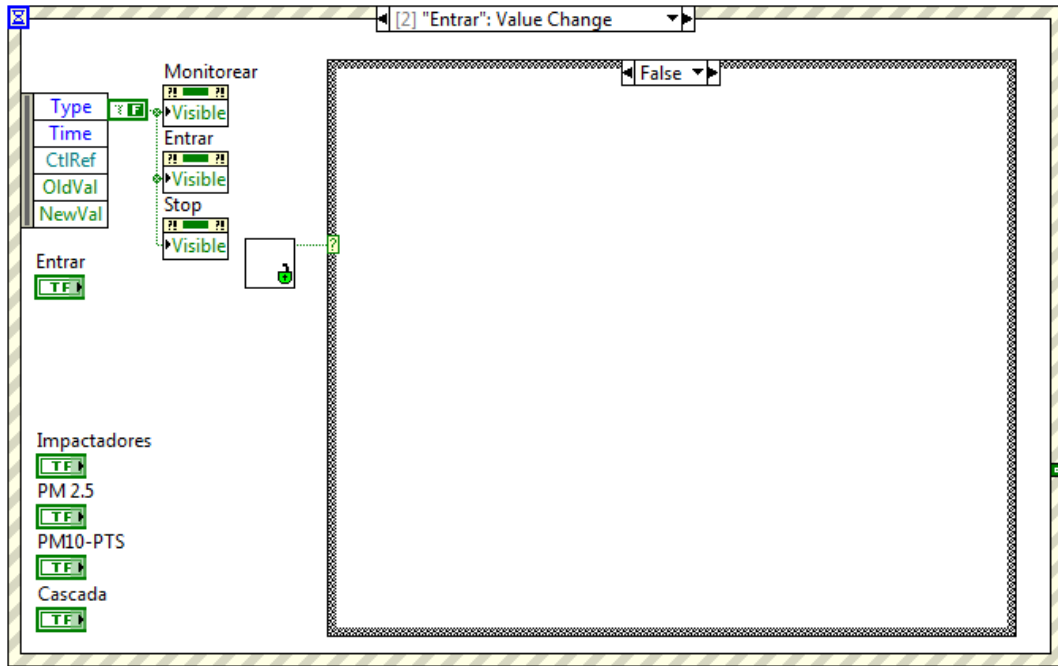 [2] "Entrar": Value Change
Monitorear
False
Type
F
?! ?!
Visible
Time
Entrar
CtlRef
?! ?!
Visible
OldVal
NewVal
Stop
?! ?!
Visible
?
Entrar
TF
Impactadores
TF
PM 2.5
TF
PM10-PTS
TF
Cascada
TF